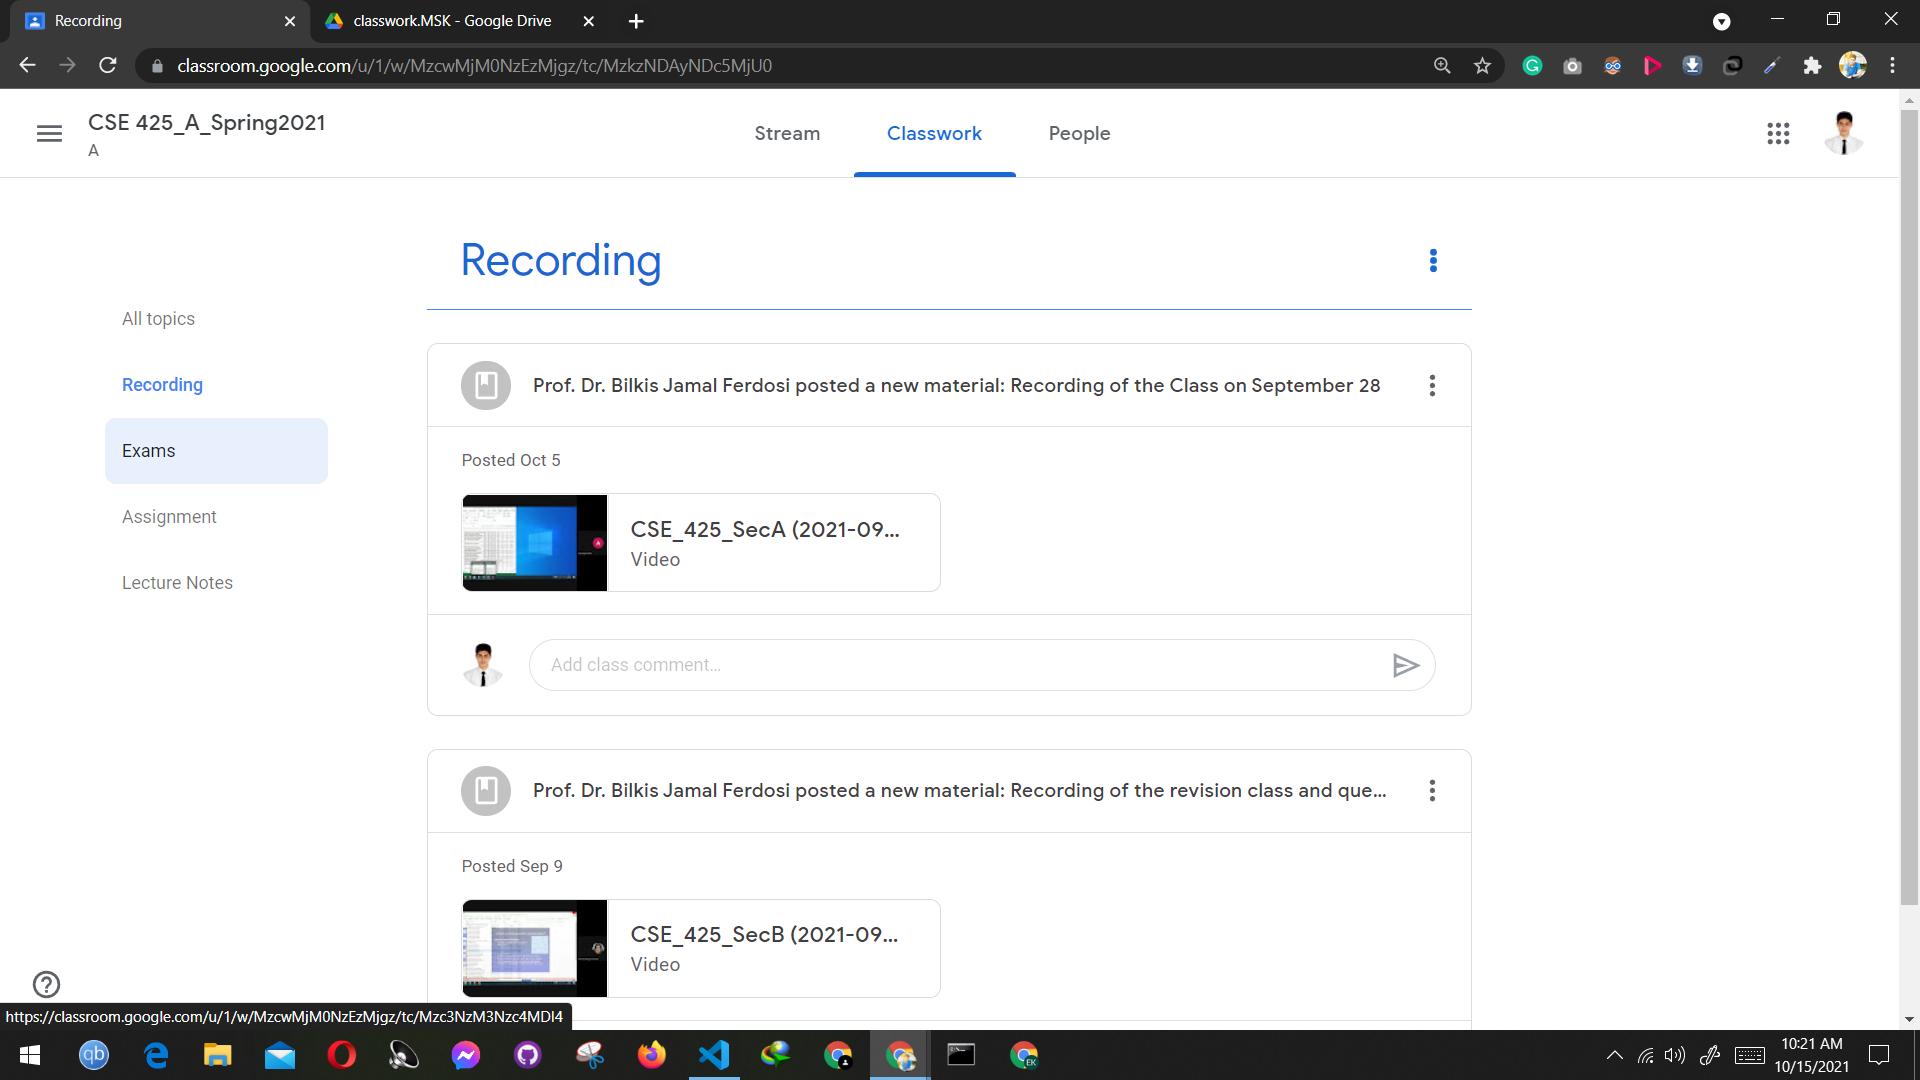 Recording
classwork.MSK - Google Drive
classroom.google.com/u/1/w/MzcwMjM0NzEzMjgz/tc/MzkzNDAyNDc5MjU0
CSE 425_A_Spring2021
A
Stream
Classwork
People
Recording
All topics
Recording
Exams
Assignment
Lecture Notes
Prof. Dr. Bilkis Jamal Ferdosi posted a new material: Recording of the Class on September 28
Posted Oct 5
CSE_425_SecA (2021-09...
Video
Add class comment...
Prof. Dr. Bilkis Jamal Ferdosi posted a new material: Recording of the revision class and que...
Posted Sep 9
CSE_425_SecB (2021-09...
Video
https://classroom.google.com/u/1/w/MzcwMjM0NzEzMjgz/tc/Mzc3NzM3Nzc4MDI4
10:21 AM
10/15/2021